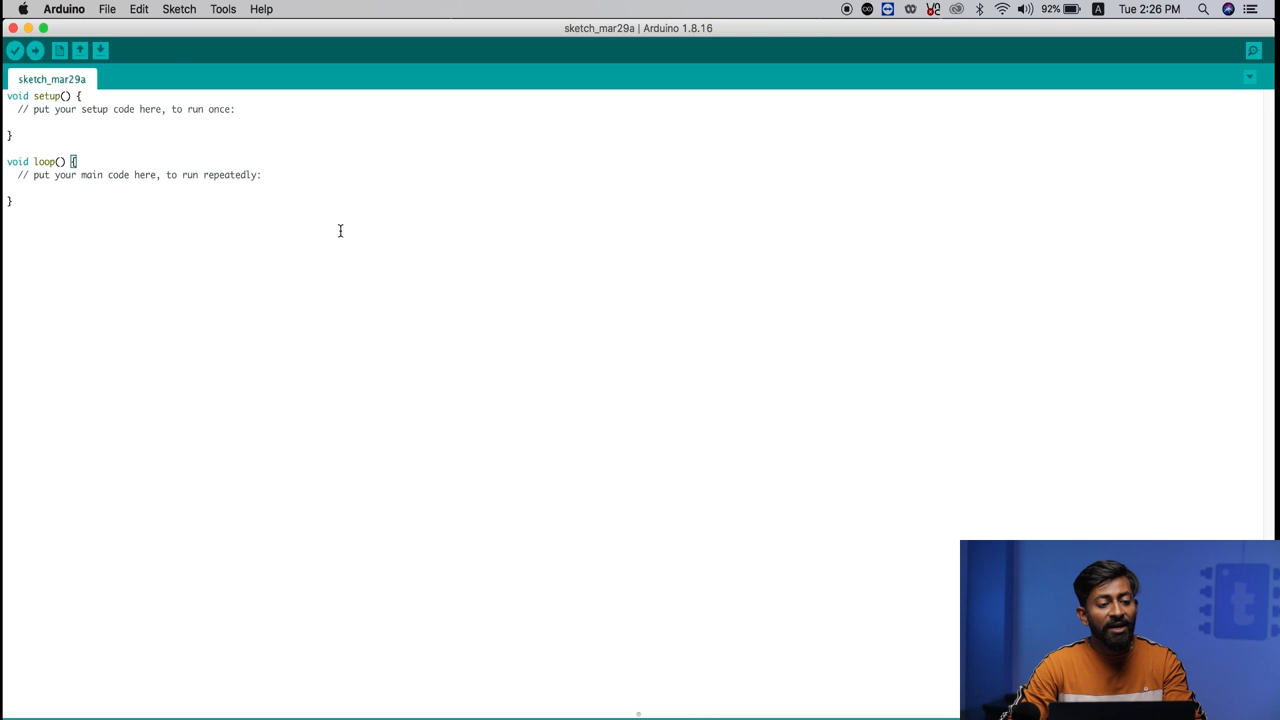 Arduino File Edit Sketch Tools Help 92% A Tue 2:26 PM
sketch_mar29a | Arduino 1.8.16
sketch_mar29a
void setup() {
  // put your setup code here, to run once:
}
void loop() {
  // put your main code here, to run repeatedly:
}
t